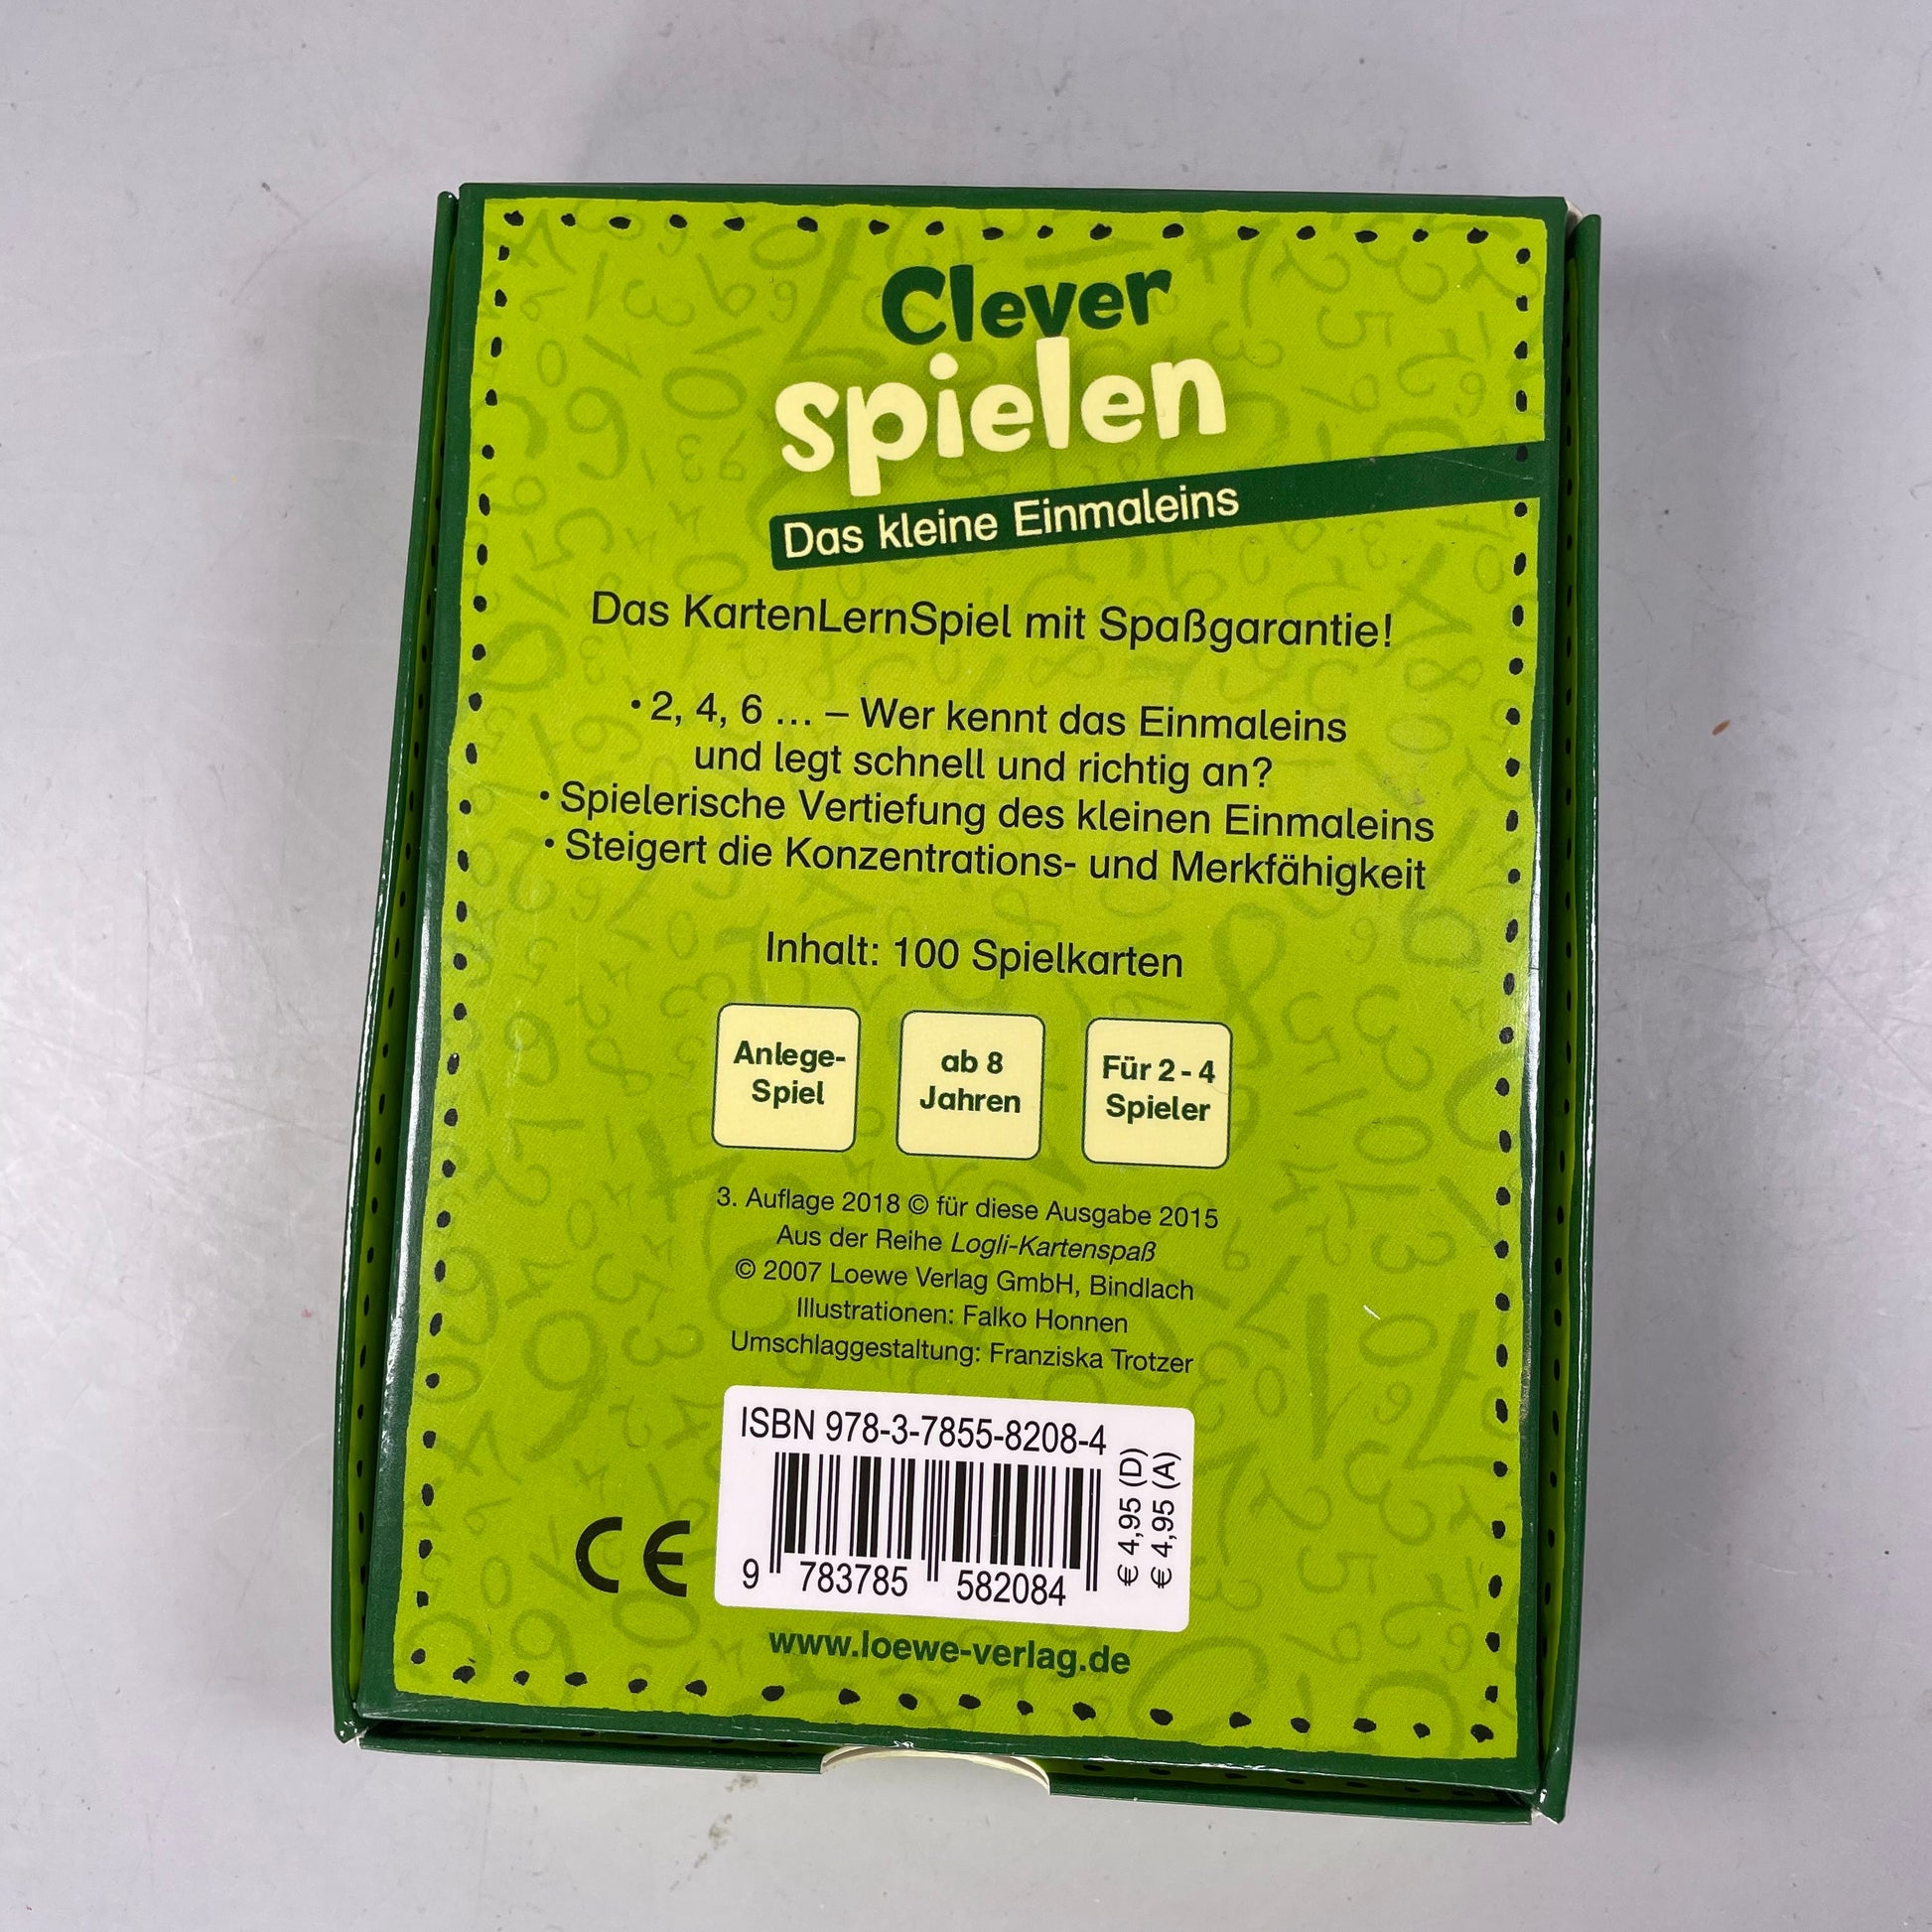 Clever
spielen
Das kleine Einmaleins
Das KartenLernSpiel mit Spaßgarantie!
• 2, 4, 6 ... – Wer kennt das Einmaleins
und legt schnell und richtig an?
• Spielerische Vertiefung des kleinen Einmaleins
• Steigert die Konzentrations- und Merkfähigkeit
Inhalt: 100 Spielkarten
Anlege-
Spiel
ab 8
Jahren
Für 2 - 4
Spieler
3. Auflage 2018 © für diese Ausgabe 2015
Aus der Reihe Logli-Kartenspaß
© 2007 Loewe Verlag GmbH, Bindlach
Illustrationen: Falko Honnen
Umschlaggestaltung: Franziska Trotzer
ISBN 978-3-7855-8208-4
€ 4,95 (D)
€ 4,95 (A)
9 783785 582084
CE
www.loewe-verlag.de